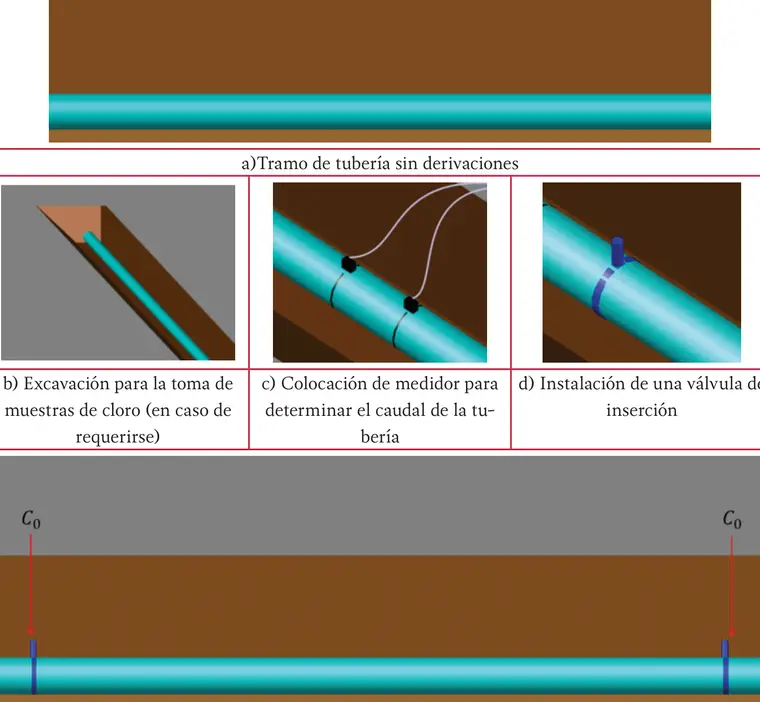 a)Tramo de tubería sin derivaciones
b) Excavación para la toma de
muestras de cloro (en caso de
requerirse)
c) Colocación de medidor para
determinar el caudal de la tu-
bería
d) Instalación de una válvula de
inserción
C₀
C₀